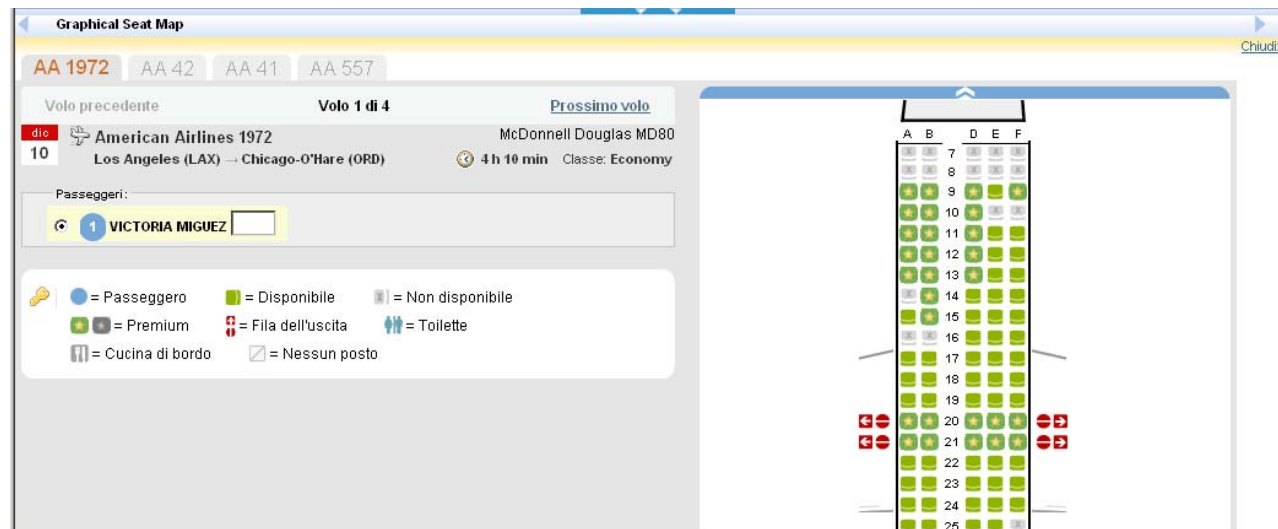 Graphical Seat Map
Chiudi
AA 1972 AA 42 AA 41 AA 557
Volo precedente Volo 1 di 4 Prossimo volo
dic
10
American Airlines 1972 McDonnell Douglas MD80
Los Angeles (LAX) → Chicago-O'Hare (ORD) 4 h 10 min Classe: Economy
Passeggeri:
1 VICTORIA MIGUEZ
= Passeggero = Disponibile = Non disponibile
= Premium = Fila dell'uscita = Toilette
= Cucina di bordo = Nessun posto
A B D E F
7
8
9
10
11
12
13
14
15
16
17
18
19
20
21
22
23
24
25